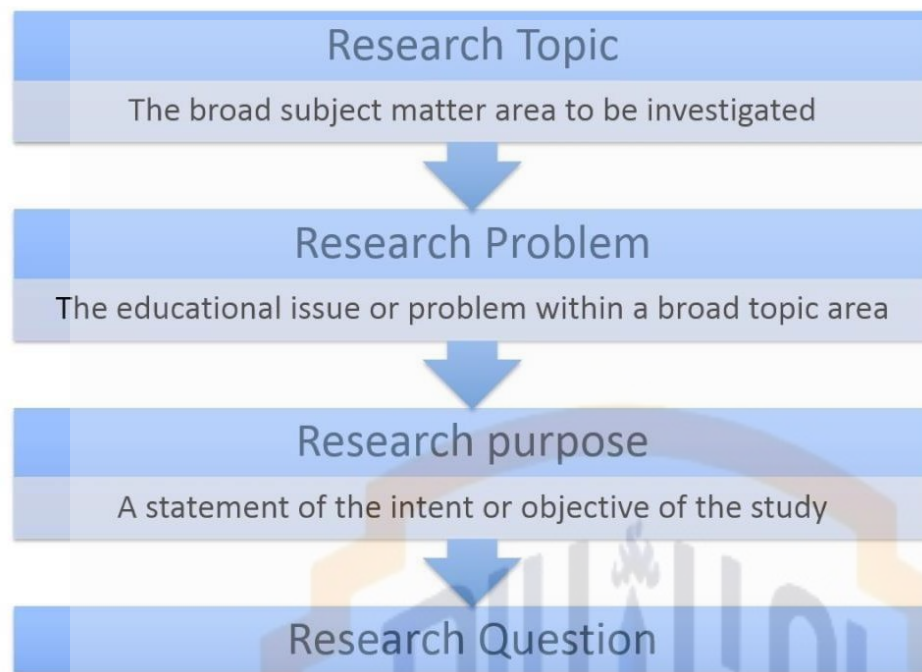 Research Topic
The broad subject matter area to be investigated
Research Problem
The educational issue or problem within a broad topic area
Research purpose
A statement of the intent or objective of the study
Research Question